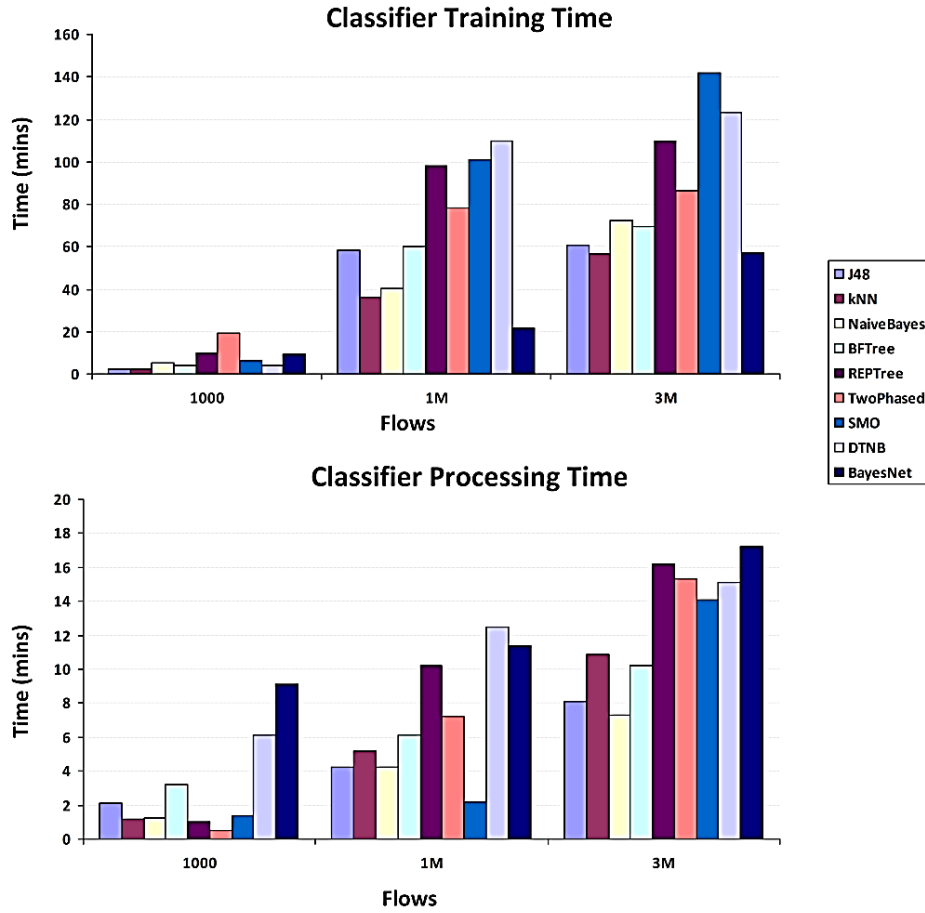 Classifier Training Time
Time (mins)
160
140
120
100
80
60
40
20
0
1000 1M 3M
Flows
J48
kNN
NaiveBayes
BFTree
REPTree
TwoPhased
SMO
DTNB
BayesNet
Classifier Processing Time
Time (mins)
20
18
16
14
12
10
8
6
4
2
0
1000 1M 3M
Flows